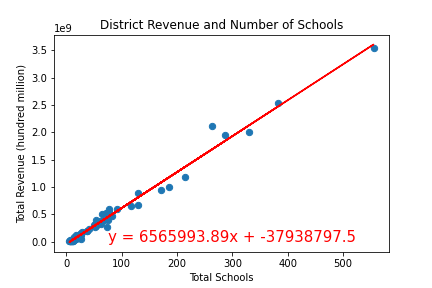 District Revenue and Number of Schools
1e9
3.5
3.0
2.5
2.0
1.5
1.0
0.5
0.0
Total Revenue (hundred million)
y = 6565993.89x + -37938797.5
0 100 200 300 400 500
Total Schools